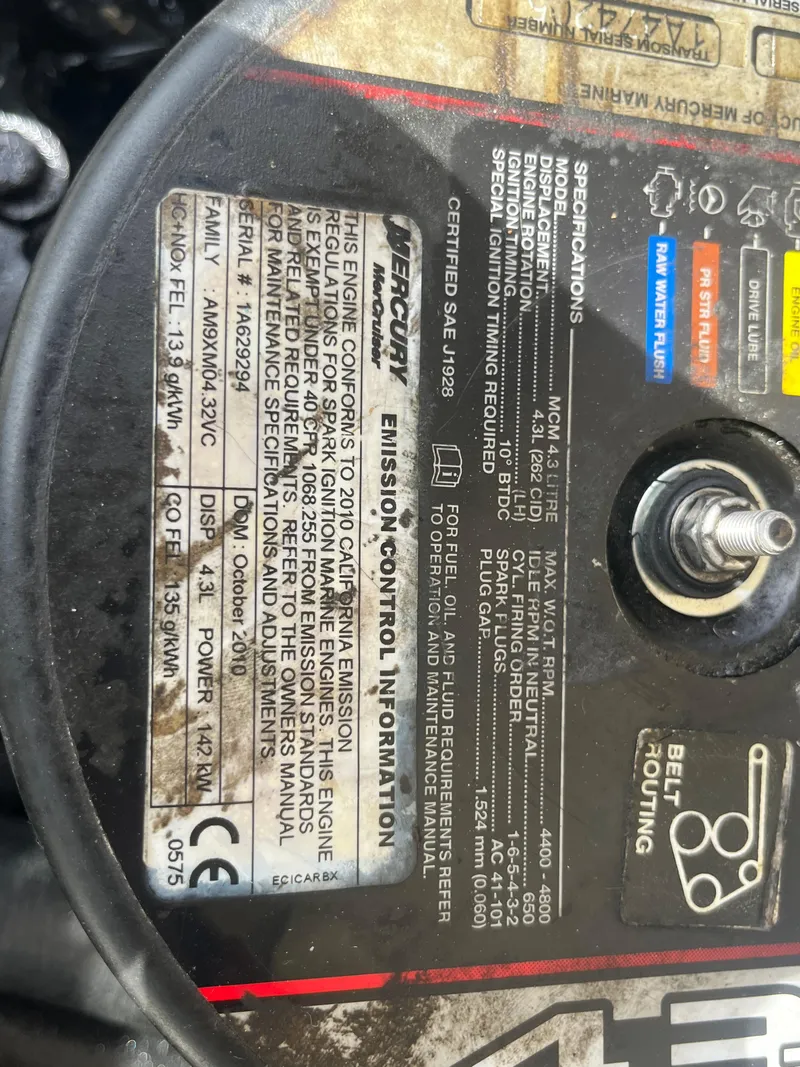 TRANSOM SERIAL NUMBER
MERCURY MARINE
ENGINE OIL
DRIVE LUBE
PR STR FLUID
RAW WATER FLUSH
BELT
ROUTING
SPECIFICATIONS
MODEL.................... MCM 4.3 LITRE
DISPLACEMENT.................... 4.3L (262 CID)
ENGINE ROTATION.................... (LH)
IGNITION TIMING.................... 10° BTDC
SPECIAL IGNITION TIMING REQUIRED
MAX. W.O.T. RPM.................... 4400 - 4800
IDLE RPM IN NEUTRAL.................... 650
CYL. FIRING ORDER.................... 1-6-5-4-3-2
SPARK PLUGS.................... AC 41-101
PLUG GAP.................... 1.524 mm (0.060)
CERTIFIED SAE J1928
FOR FUEL, OIL, AND FLUID REQUIREMENTS REFER
TO OPERATION AND MAINTENANCE MANUAL.
MERCURY
MerCruiser
EMISSION CONTROL INFORMATION
THIS ENGINE CONFORMS TO 2010 CALIFORNIA EMISSION
REGULATIONS FOR SPARK IGNITION MARINE ENGINES. THIS ENGINE
IS EXEMPT UNDER 40 CFR 1068.255 FROM EMISSION STANDARDS
AND RELATED REQUIREMENTS. REFER TO THE OWNERS MANUAL
FOR MAINTENANCE SPECIFICATIONS AND ADJUSTMENTS.
ECICARBX
SERIAL # : 1A629294
DOM : October 2010
FAMILY : AM9XM04.32VC
DISP : 4.3L POWER : 142 kW
HC+NOx FEL : 13.9 g/kWh
CO FEL : 135 g/kWh
CE
0575